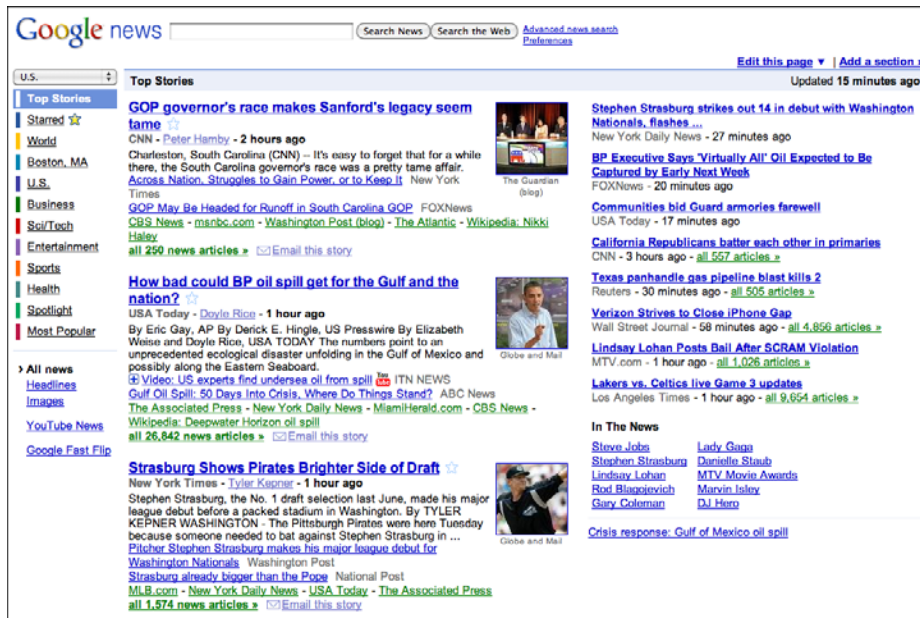 Google news
Search News
Search the Web
Advanced news search
Preferences
Edit this page ▼ | Add a section »
U.S.
Top Stories
Starred
World
Boston, MA
U.S.
Business
Sci/Tech
Entertainment
Sports
Health
Spotlight
Most Popular
› All news
Headlines
Images
YouTube News
Google Fast Flip
Top Stories
Updated 15 minutes ago
GOP governor's race makes Sanford's legacy seem
tame
CNN - Peter Hamby - 2 hours ago
Charleston, South Carolina (CNN) -- It's easy to forget that for a while
there, the South Carolina governor's race was a pretty tame affair.
Across Nation, Struggles to Gain Power, or to Keep It New York
Times
GOP May Be Headed for Runoff in South Carolina GOP FOXNews
CBS News - msnbc.com - Washington Post (blog) - The Atlantic - Wikipedia: Nikki
Haley
all 250 news articles » Email this story
The Guardian
(blog)
How bad could BP oil spill get for the Gulf and the
nation?
USA Today - Doyle Rice - 1 hour ago
By Eric Gay, AP By Derick E. Hingle, US Presswire By Elizabeth
Weise and Doyle Rice, USA TODAY The numbers point to an
unprecedented ecological disaster unfolding in the Gulf of Mexico and
possibly along the Eastern Seaboard.
Video: US experts find undersea oil from spill You Tube ITN NEWS
Gulf Oil Spill: 50 Days Into Crisis, Where Do Things Stand? ABC News
The Associated Press - New York Daily News - MiamiHerald.com - CBS News -
Wikipedia: Deepwater Horizon oil spill
all 26,842 news articles » Email this story
Globe and Mail
Strasburg Shows Pirates Brighter Side of Draft
New York Times - Tyler Kepner - 1 hour ago
Stephen Strasburg, the No. 1 draft selection last June, made his major
league debut before a packed stadium in Washington. By TYLER
KEPNER WASHINGTON - The Pittsburgh Pirates were here Tuesday
because someone needed to bat against Stephen Strasburg in ...
Pitcher Stephen Strasburg makes his major league debut for
Washington Nationals Washington Post
Strasburg already bigger than the Pope National Post
MLB.com - New York Daily News - USA Today - The Associated Press
all 1,574 news articles » Email this story
Globe and Mail
Stephen Strasburg strikes out 14 in debut with Washington
Nationals, flashes ...
New York Daily News - 27 minutes ago
BP Executive Says 'Virtually All' Oil Expected to Be
Captured by Early Next Week
FOXNews - 20 minutes ago
Communities bid Guard armories farewell
USA Today - 17 minutes ago
California Republicans batter each other in primaries
CNN - 3 hours ago - all 557 articles »
Texas panhandle gas pipeline blast kills 2
Reuters - 30 minutes ago - all 505 articles »
Verizon Strives to Close iPhone Gap
Wall Street Journal - 58 minutes ago - all 4,856 articles »
Lindsay Lohan Posts Bail After SCRAM Violation
MTV.com - 1 hour ago - all 1,026 articles »
Lakers vs. Celtics live Game 3 updates
Los Angeles Times - 1 hour ago - all 9,654 articles »
In The News
Steve Jobs
Stephen Strasburg
Lindsay Lohan
Rod Blagojevich
Gary Coleman
Lady Gaga
Danielle Staub
MTV Movie Awards
Marvin Isley
DJ Hero
Crisis response: Gulf of Mexico oil spill